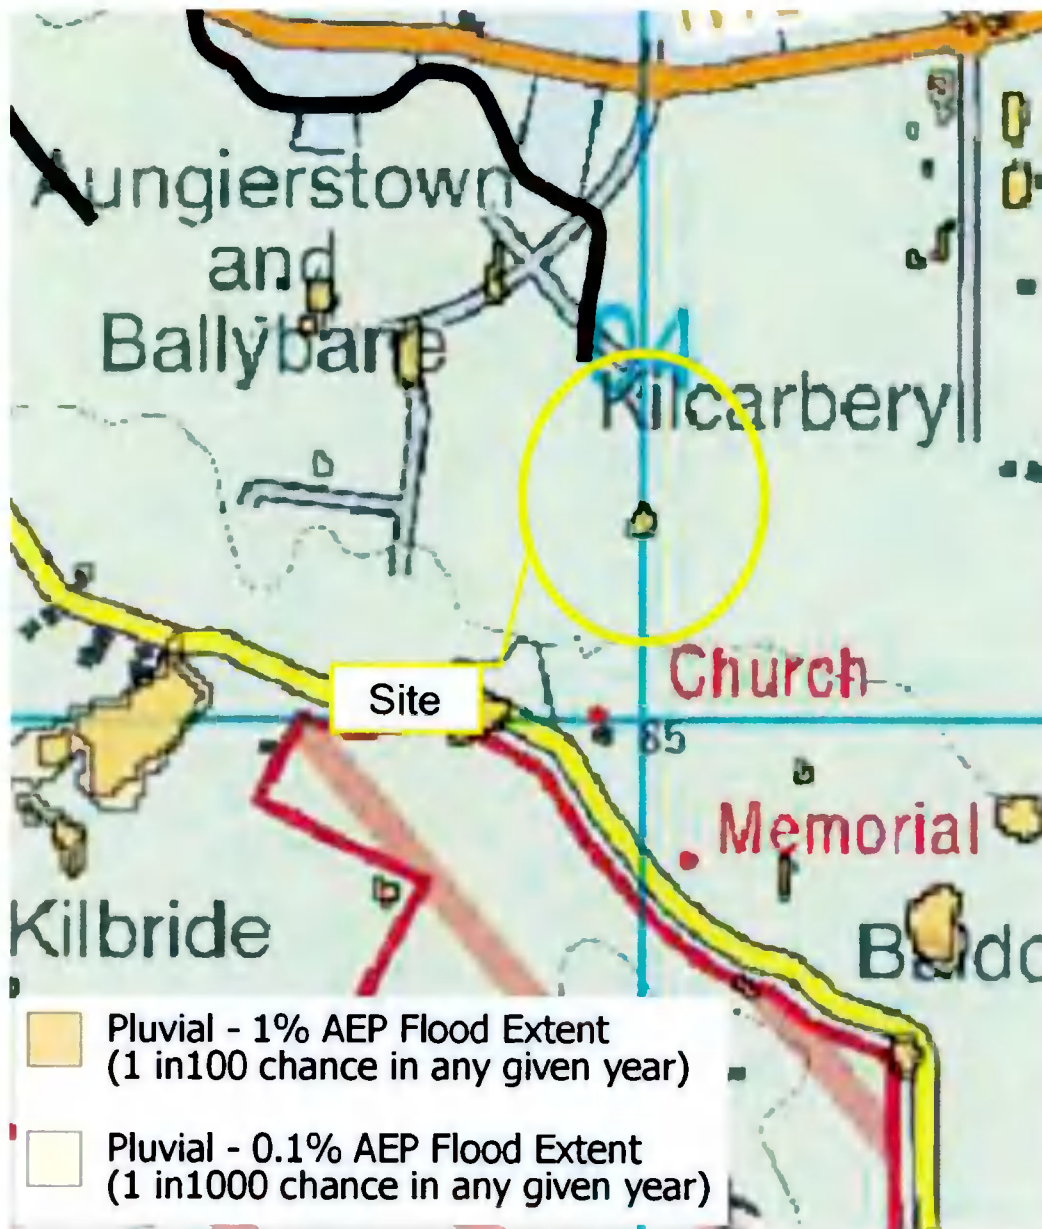 Aungierstown
and
Ballybane
04
Kilcarbery
Church
Site
85
Memorial
Kilbride
Pluvial - 1% AEP Flood Extent
(1 in100 chance in any given year)
Pluvial - 0.1% AEP Flood Extent
(1 in1000 chance in any given year)